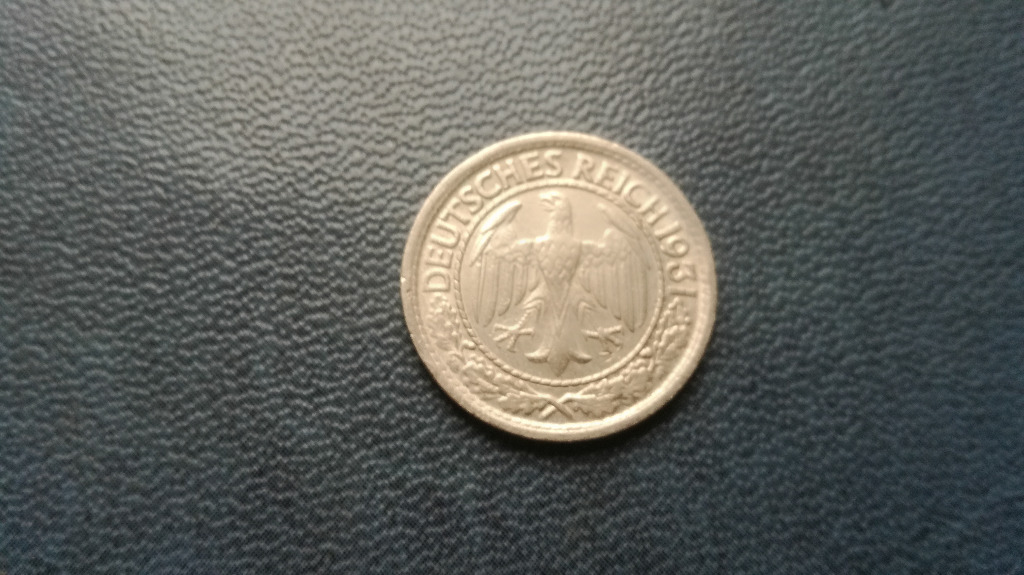 DEUTSCHES REICH 1931